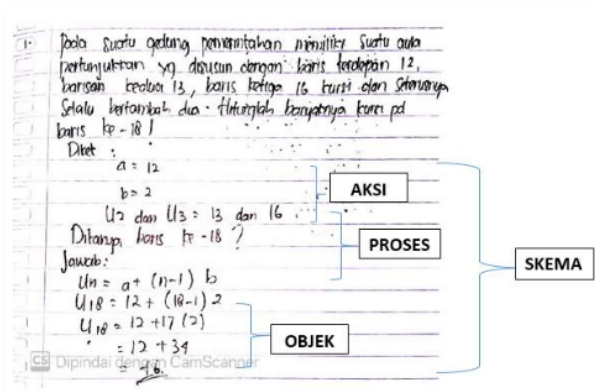 1. Pada suatu gedung pemerintahan memiliki suatu aula
pertunjukkan yg disusun dengan baris terdepan 12,
barisan kedua 13, baris ketiga 16 kursi dan seterusnya
Selalu bertambah dua. Hitunglah banyaknya kursi pd
baris ke-18!
Diket :
a = 12
b = 2
U2 dan U3 = 13 dan 16
AKSI
Ditanya baris ke-18?
PROSES
Jawab:
SKEMA
Un = a + (n-1) b
U18 = 12 + (18-1) 2
U18 = 12 + 17 (2)
OBJEK
= 12 + 34
= 46
CS Dipindai dengan CamScanner